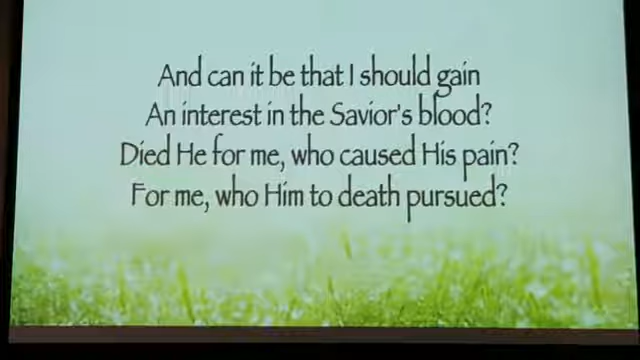 And can it be that I should gain
An interest in the Savior's blood?
Died He for me, who caused His pain?
For me, who Him to death pursued?